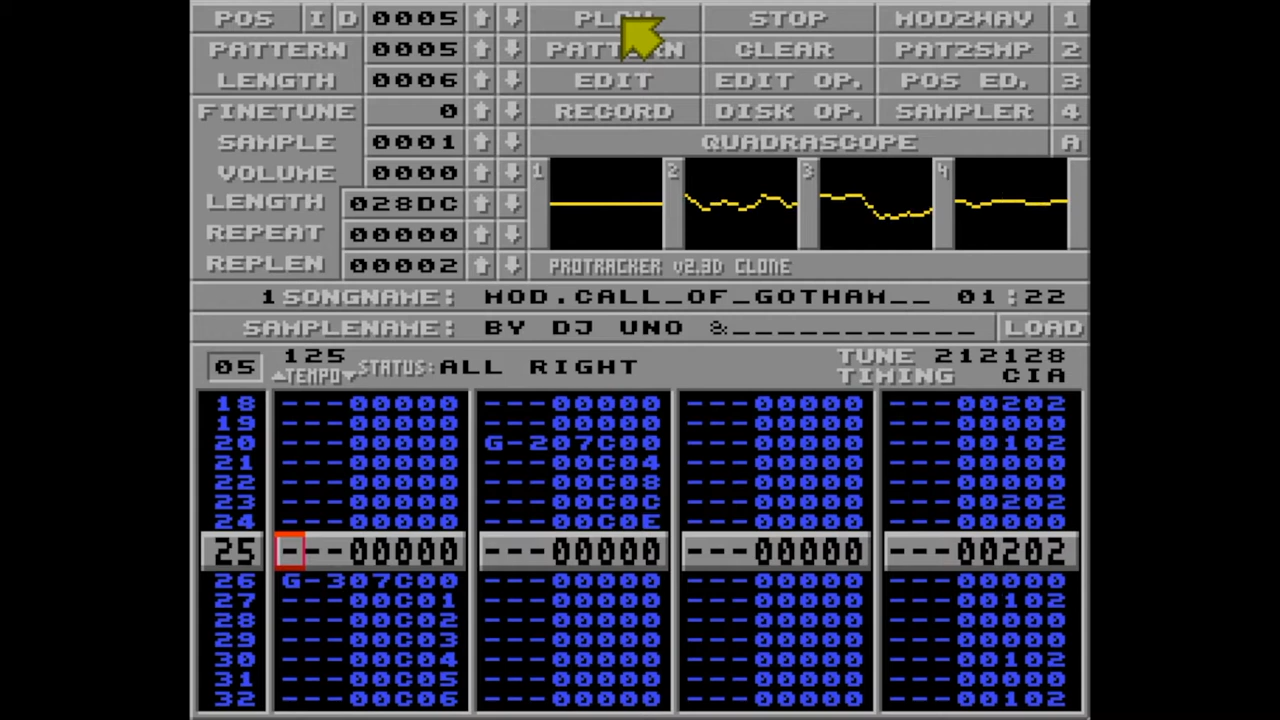 POS I D 0005 PLAY STOP MOD2WAV 1
PATTERN 0005 PATTERN CLEAR PAT2SMP 2
LENGTH 0006 EDIT EDIT OP. POS ED. 3
FINETUNE 0 RECORD DISK OP. SAMPLER 4
SAMPLE 0001 QUADRASCOPE A
VOLUME 0000 1 2 3 4
LENGTH 028DC
REPEAT 00000
REPLEN 00002 PROTRACKER V2.3D CLONE
1 SONGNAME: MOD.CALL_OF_GOTHAM__ 01:22
SAMPLENAME: BY DJ UNO &___________ LOAD
05 125 TEMPO STATUS: ALL RIGHT TUNE 212128
TIMING CIA
18 ---00000 ---00000 ---00000 ---00202
19 ---00000 ---00000 ---00000 ---00000
20 ---00000 G-207C00 ---00000 ---00102
21 ---00000 ---00C04 ---00000 ---00000
22 ---00000 ---00C08 ---00000 ---00000
23 ---00000 ---00C0C ---00000 ---00202
24 ---00000 ---00C0E ---00000 ---00000
25 ---00000 ---00000 ---00000 ---00202
26 G-307C00 ---00000 ---00000 ---00000
27 ---00C01 ---00000 ---00000 ---00102
28 ---00C02 ---00000 ---00000 ---00000
29 ---00C03 ---00000 ---00000 ---00000
30 ---00C04 ---00000 ---00000 ---00102
31 ---00C05 ---00000 ---00000 ---00000
32 ---00C06 ---00000 ---00000 ---00102